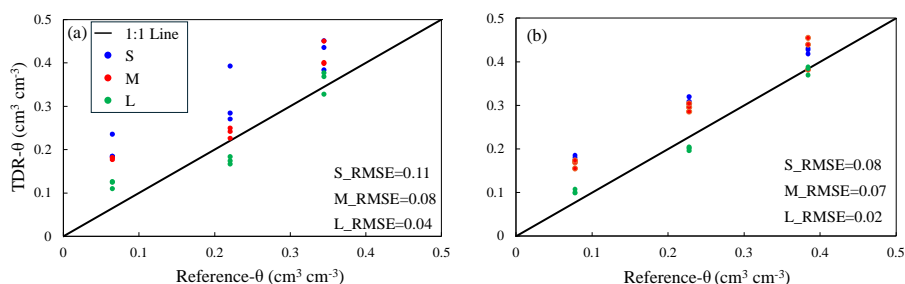 (a)
1:1 Line
S
M
L
TDR-θ (cm³ cm⁻³)
0.5
0.4
0.3
0.2
0.1
0
S_RMSE=0.11
M_RMSE=0.08
L_RMSE=0.04
0 0.1 0.2 0.3 0.4 0.5
Reference-θ (cm³ cm⁻³)
(b)
0.5
0.4
0.3
0.2
0.1
0
S_RMSE=0.08
M_RMSE=0.07
L_RMSE=0.02
0 0.1 0.2 0.3 0.4 0.5
Reference-θ (cm³ cm⁻³)